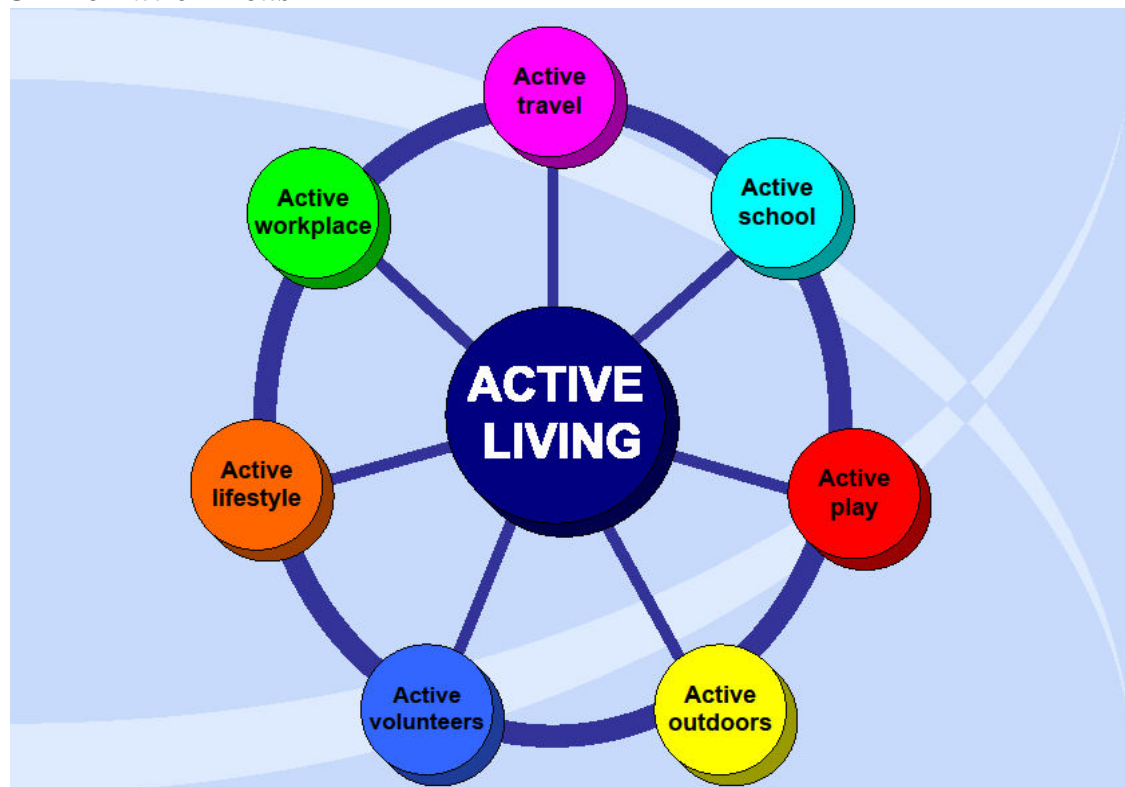 Active
travel
Active
school
Active
workplace
ACTIVE
LIVING
Active
lifestyle
Active
play
Active
volunteers
Active
outdoors